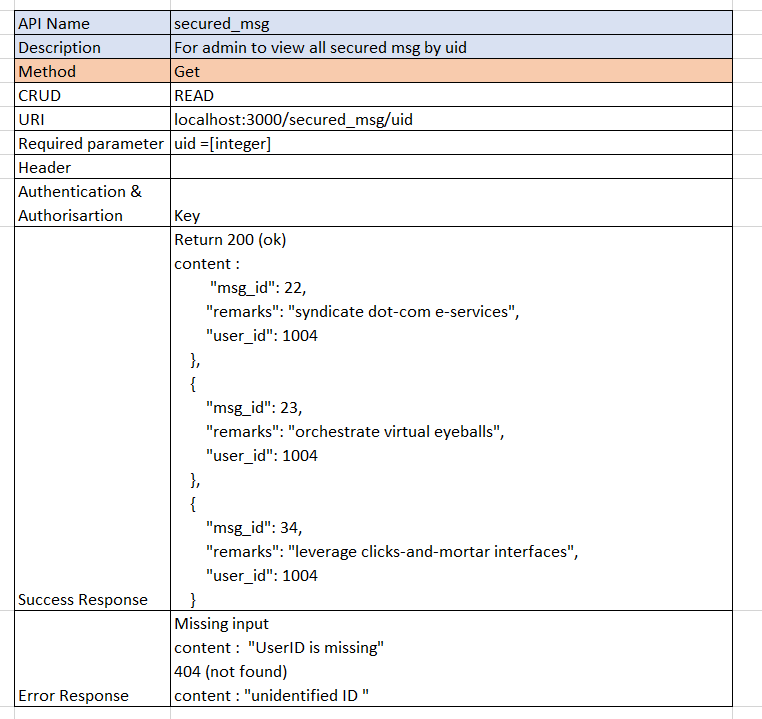 API Name secured_msg
Description For admin to view all secured msg by uid
Method Get
CRUD READ
URI localhost:3000/secured_msg/uid
Required parameter uid =[integer]
Header
Authentication &
Authorisartion Key
Return 200 (ok)
content :
"msg_id": 22,
"remarks": "syndicate dot-com e-services",
"user_id": 1004
},
{
"msg_id": 23,
"remarks": "orchestrate virtual eyeballs",
"user_id": 1004
},
{
"msg_id": 34,
"remarks": "leverage clicks-and-mortar interfaces",
"user_id": 1004
Success Response }
Missing input
content : "UserID is missing"
404 (not found)
Error Response content : "unidentified ID "